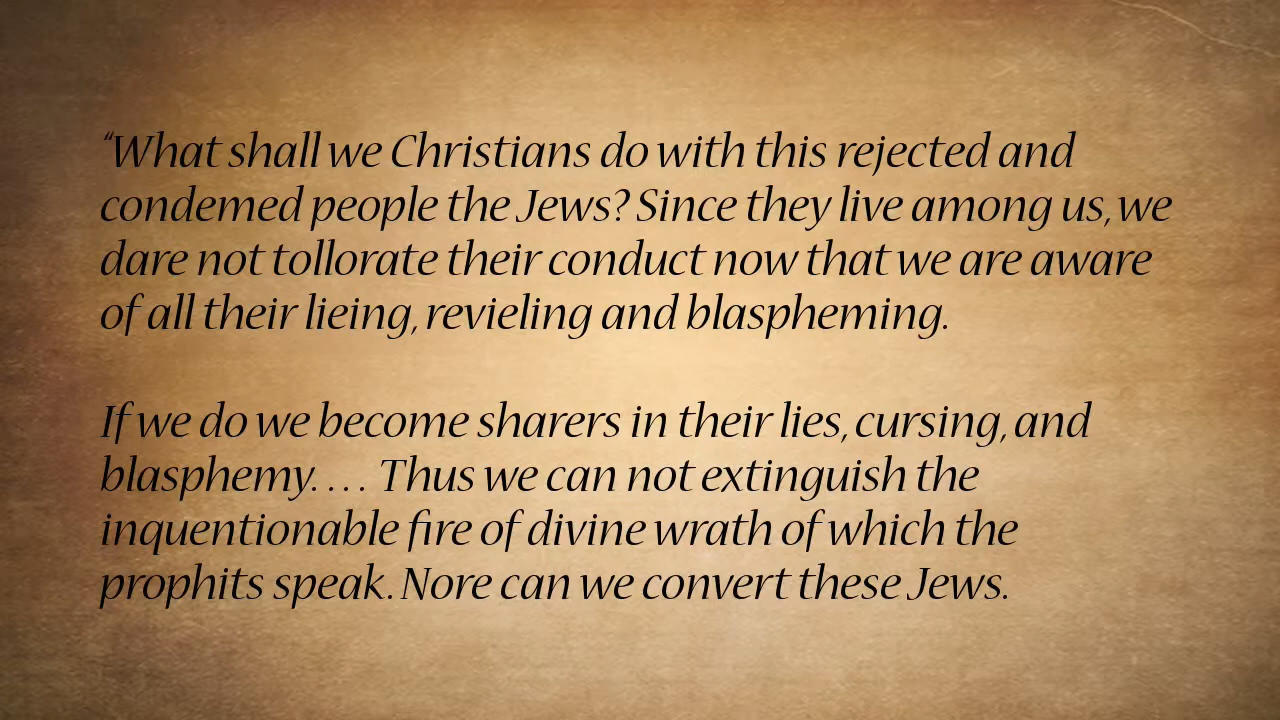 “What shall we Christians do with this rejected and
condemed people the Jews? Since they live among us, we
dare not tollorate their conduct now that we are aware
of all their lieing, revieling and blaspheming.
If we do we become sharers in their lies, cursing, and
blasphemy. . . . Thus we can not extinguish the
inquentionable fire of divine wrath of which the
prophits speak. Nore can we convert these Jews.